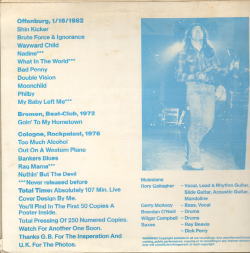 Offenburg, 1/16/1982
Shin Kicker
Brute Force & Ignorance
Wayward Child
Nadine***
What In The World***
Bad Penny
Double Vision
Moonchild
Philby
My Baby Left Me***
Bremen, Beat-Club, 1972
Goin' To My Hometown
Cologne, Rockpalast, 1976
Too Much Alcohol
Out On A Western Plain
Bankers Blues
Rag Mama***
Nuthin' But The Devil
***Never released before
Total Time: Absolutely 107 Min. Live
Cover Design By Me.
You'll Find In The First 50 Copies A
Poster Inside.
Total Pressing Of 250 Numered Copies.
Watch For Another One Soon.
Thanks G.B. For The Inspiration And
U.K. For The Photos.
Musicians
Rory Gallagher - Vocal, Lead & Rhythm Guitar,
Slide Guitar, Acoustic Guitar,
Mandoline
Gerry McAvoy - Bass, Vocal
Brendan O'Neill - Drums
Wilgar Campbell - Drums
Saxes - Ray Beavis
- Dick Parry